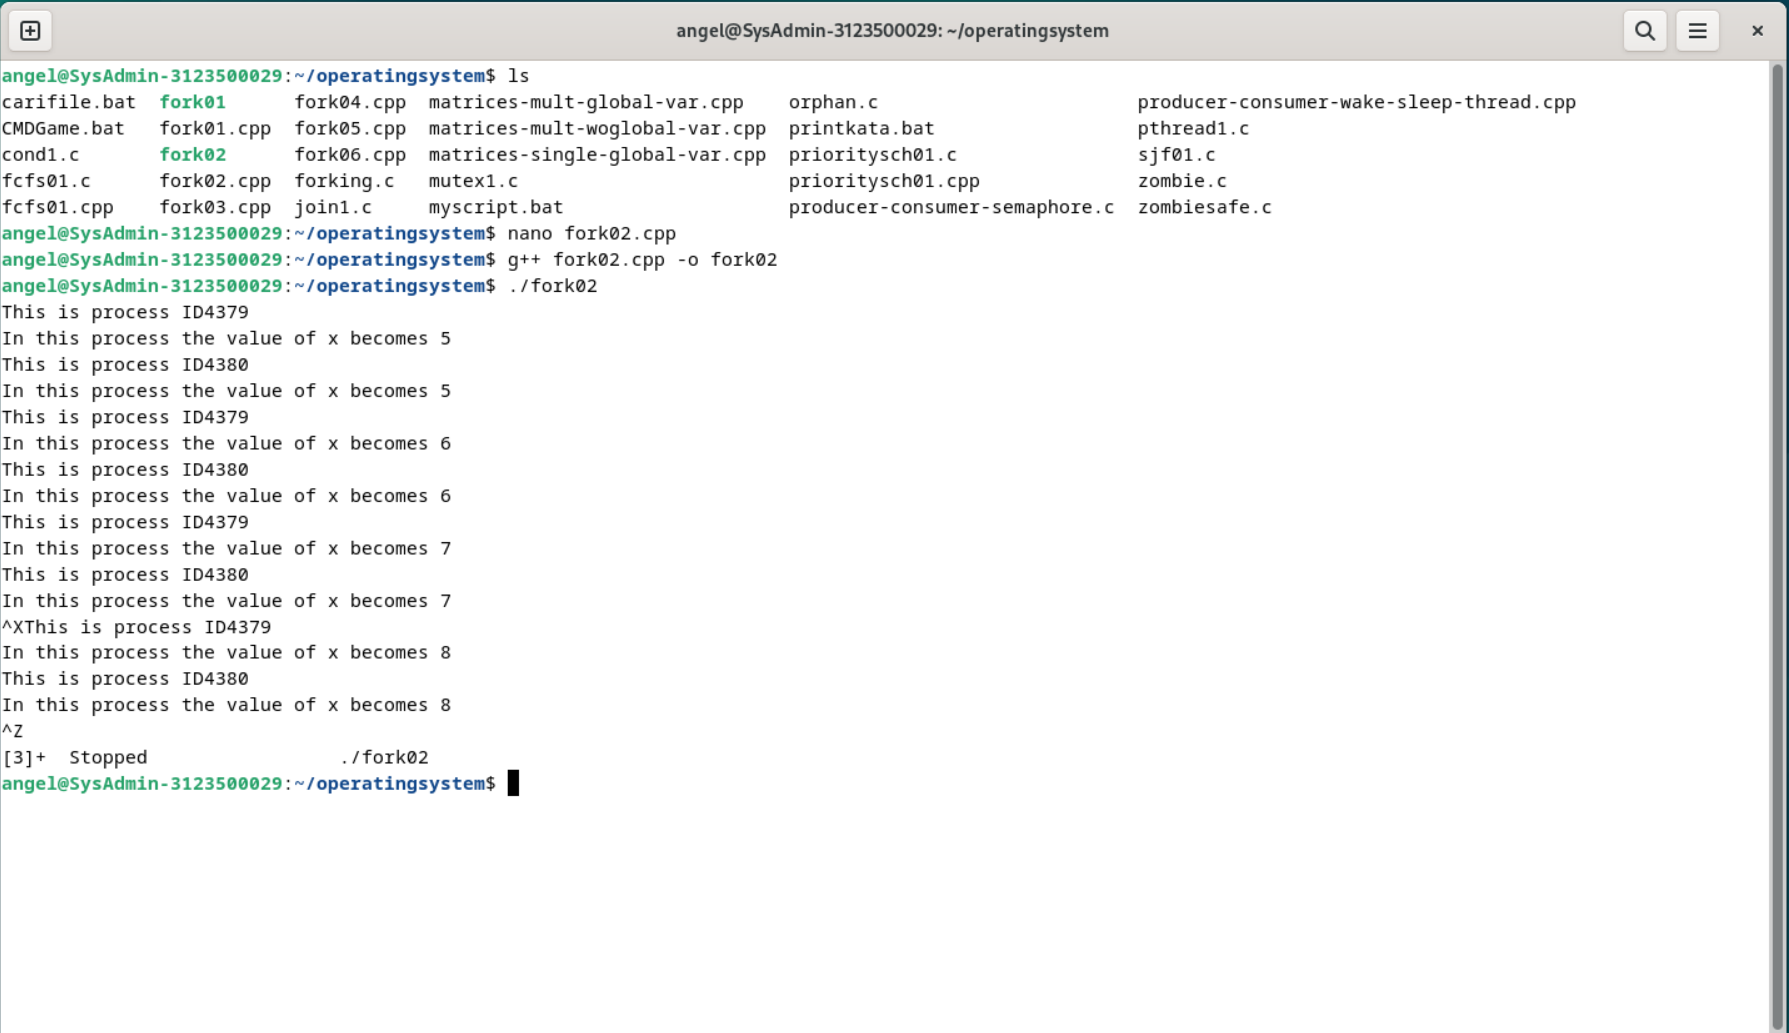 angel@SysAdmin-3123500029: ~/operatingsystem
angel@SysAdmin-3123500029:~/operatingsystem$ ls
carifile.bat  fork01      fork04.cpp  matrices-mult-global-var.cpp    orphan.c                       producer-consumer-wake-sleep-thread.cpp
CMDGame.bat   fork01.cpp  fork05.cpp  matrices-mult-woglobal-var.cpp  printkata.bat                  pthread1.c
cond1.c       fork02      fork06.cpp  matrices-single-global-var.cpp  prioritysch01.c                sjf01.c
fcfs01.c      fork02.cpp  forking.c   mutex1.c                        prioritysch01.cpp              zombie.c
fcfs01.cpp    fork03.cpp  join1.c     myscript.bat                    producer-consumer-semaphore.c  zombiesafe.c
angel@SysAdmin-3123500029:~/operatingsystem$ nano fork02.cpp
angel@SysAdmin-3123500029:~/operatingsystem$ g++ fork02.cpp -o fork02
angel@SysAdmin-3123500029:~/operatingsystem$ ./fork02
This is process ID4379
In this process the value of x becomes 5
This is process ID4380
In this process the value of x becomes 5
This is process ID4379
In this process the value of x becomes 6
This is process ID4380
In this process the value of x becomes 6
This is process ID4379
In this process the value of x becomes 7
This is process ID4380
In this process the value of x becomes 7
^XThis is process ID4379
In this process the value of x becomes 8
This is process ID4380
In this process the value of x becomes 8
^Z
[3]+  Stopped                 ./fork02
angel@SysAdmin-3123500029:~/operatingsystem$